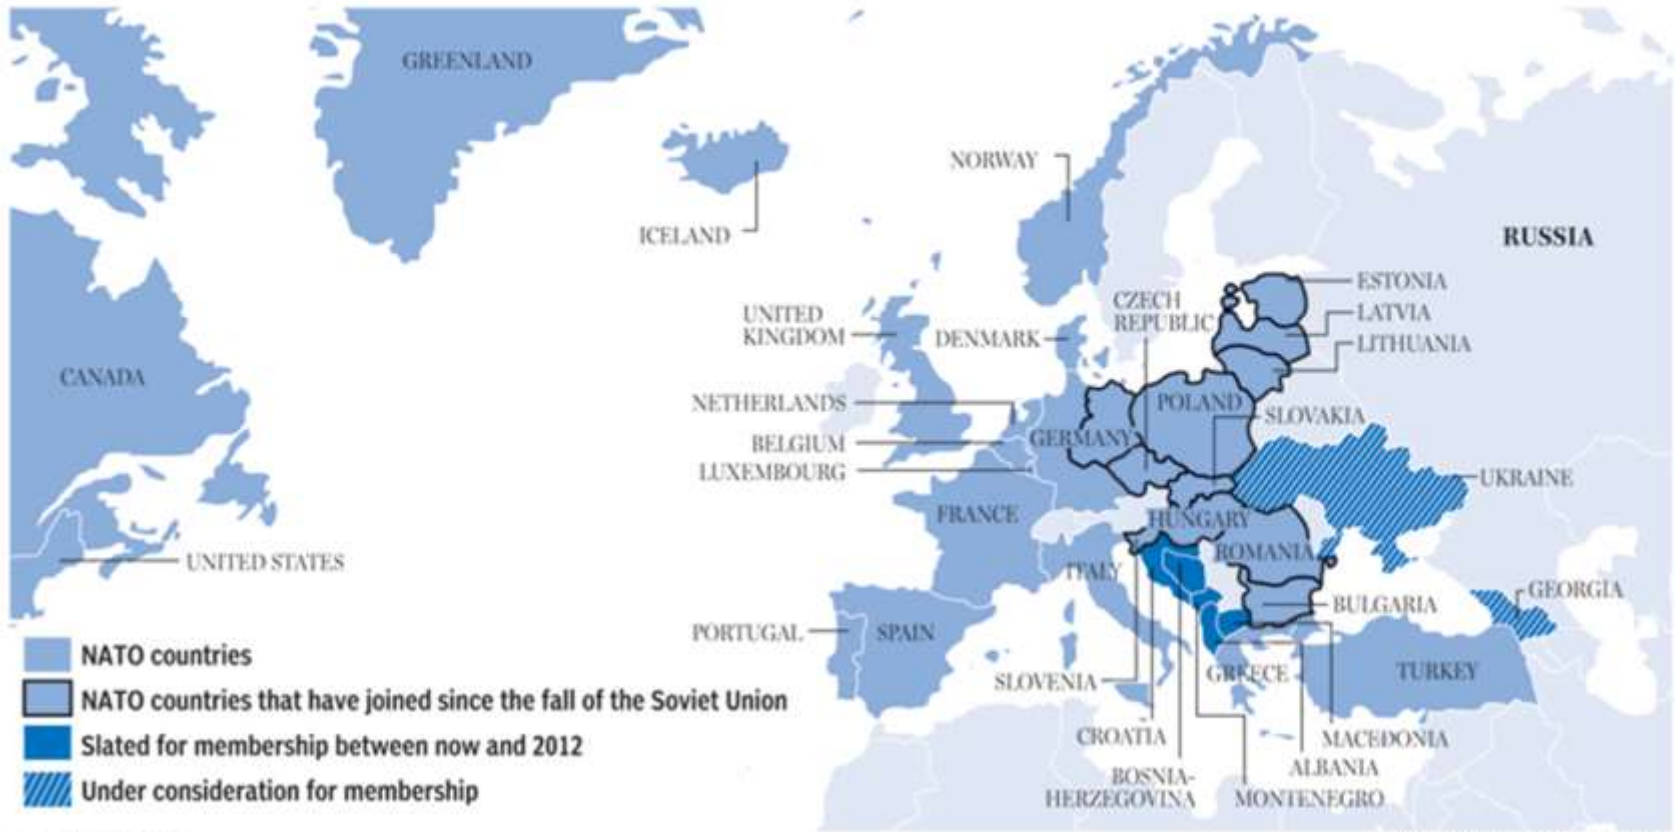 GREENLAND
NORWAY
ICELAND
RUSSIA
ESTONIA
CZECH
REPUBLIC
LATVIA
UNITED
KINGDOM
DENMARK
LITHUANIA
CANADA
NETHERLANDS
POLAND
SLOVAKIA
BELGIUM
GERMANY
LUXEMBOURG
UKRAINE
FRANCE
HUNGARY
UNITED STATES
ROMANIA
ITALY
GEORGIA
BULGARIA
PORTUGAL
SPAIN
NATO countries
GREECE
TURKEY
SLOVENIA
NATO countries that have joined since the fall of the Soviet Union
CROATIA
MACEDONIA
Slated for membership between now and 2012
ALBANIA
BOSNIA-
HERZEGOVINA
MONTENEGRO
Under consideration for membership